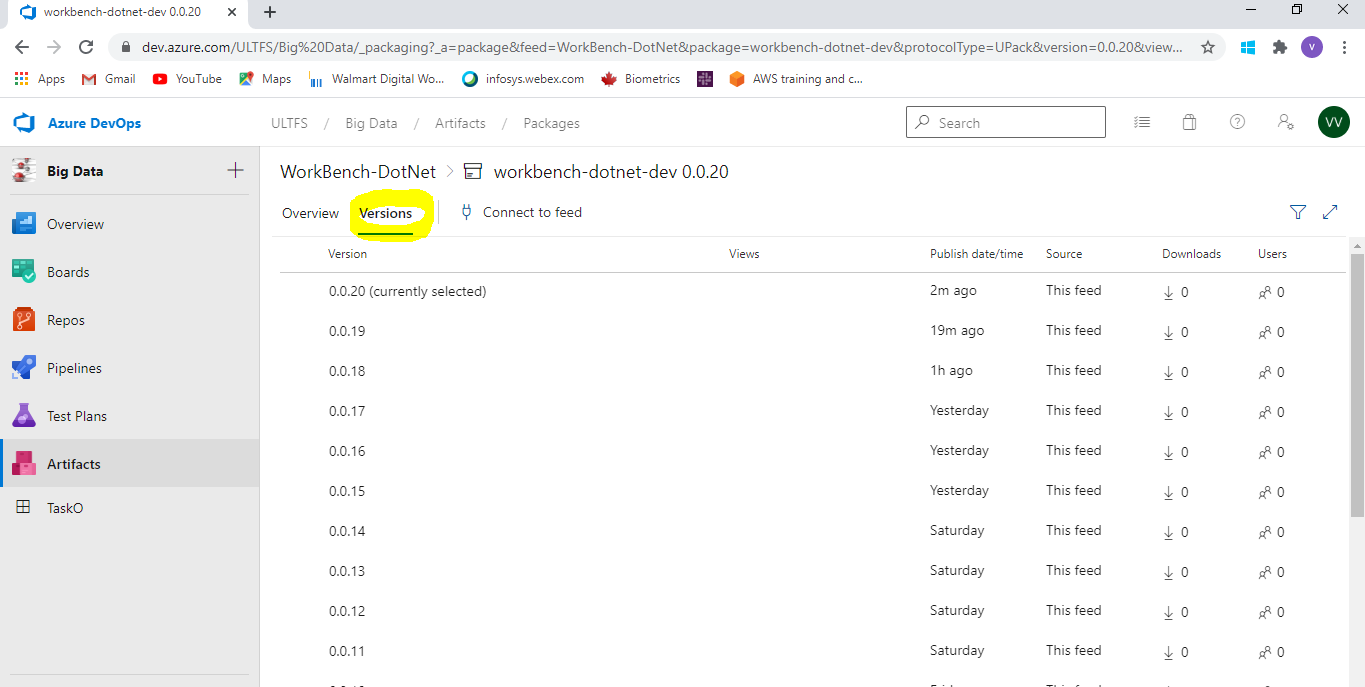 workbench-dotnet-dev 0.0.20
dev.azure.com/ULTFS/Big%20Data/_packaging?_a=package&feed=WorkBench-DotNet&package=workbench-dotnet-dev&protocolType=UPack&version=0.0.20&view...
V
Apps Gmail YouTube Maps Walmart Digital Wo... infosys.webex.com Biometrics AWS training and c...
Azure DevOps ULTFS / Big Data / Artifacts / Packages Search VV
Big Data
Overview
Boards
Repos
Pipelines
Test Plans
Artifacts
TaskO
WorkBench-DotNet > workbench-dotnet-dev 0.0.20
Overview Versions Connect to feed
Version Views Publish date/time Source Downloads Users
0.0.20 (currently selected) 2m ago This feed 0 0
0.0.19 19m ago This feed 0 0
0.0.18 1h ago This feed 0 0
0.0.17 Yesterday This feed 0 0
0.0.16 Yesterday This feed 0 0
0.0.15 Yesterday This feed 0 0
0.0.14 Saturday This feed 0 0
0.0.13 Saturday This feed 0 0
0.0.12 Saturday This feed 0 0
0.0.11 Saturday This feed 0 0